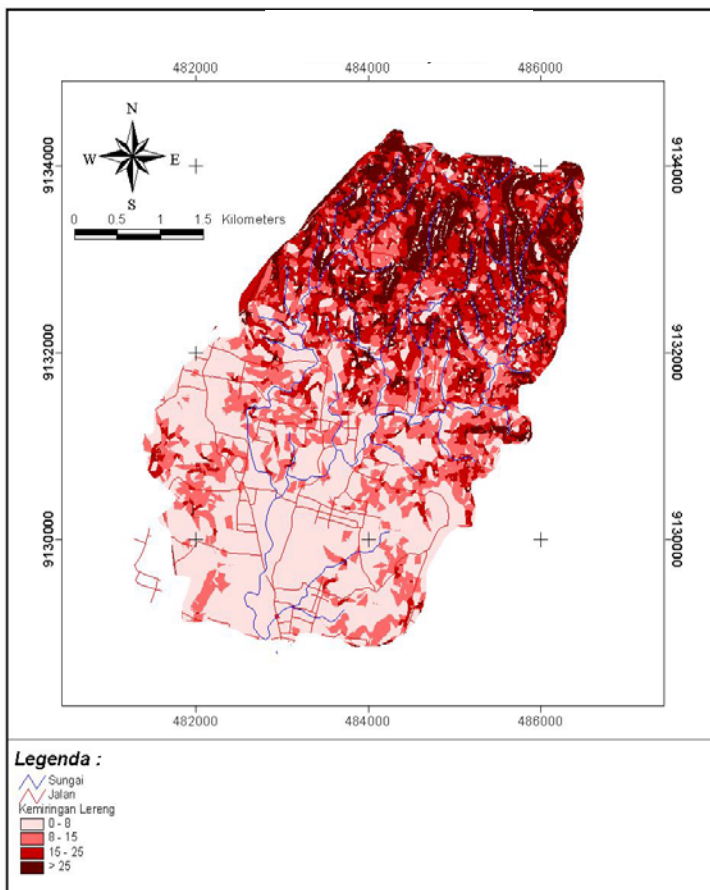 482000 484000 486000
N
W E
S
0 0.5 1 1.5 Kilometers
9134000 9134000
9132000 9132000
9130000 9130000
482000 484000 486000
Legenda :
Sungai
Jalan
Kemiringan Lereng
0 - 8
8 - 15
15 - 25
> 25